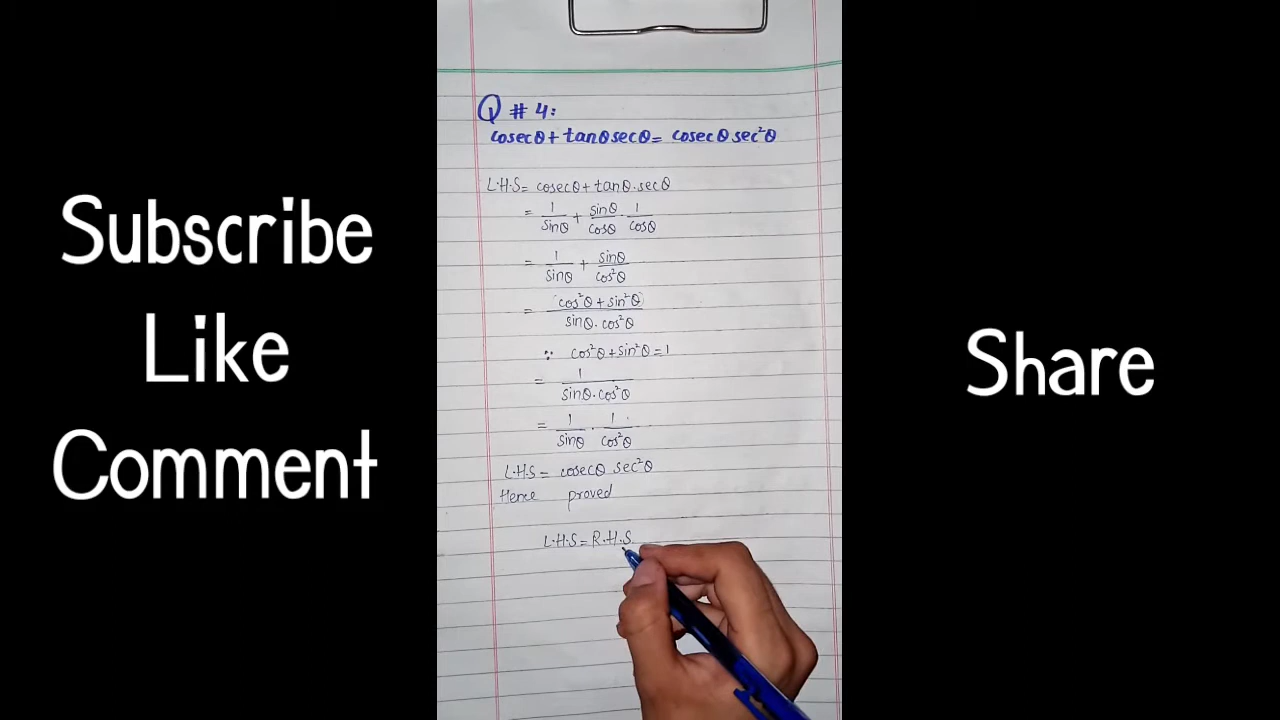 Subscribe
Like
Comment
Q # 4:
cosecθ + tanθsecθ = cosecθ sec²θ
L.H.S = cosecθ + tanθ.secθ
= 1/sinθ + sinθ/cosθ . 1/cosθ
= 1/sinθ + sinθ/cos²θ
= cos²θ + sin²θ/sinθ. cos²θ
∵ cos²θ + sin²θ = 1
= 1/sinθ.cos²θ
= 1/sinθ . 1/cos²θ
L.H.S = cosecθ sec²θ
Hence proved
L.H.S = R.H.S.
Share